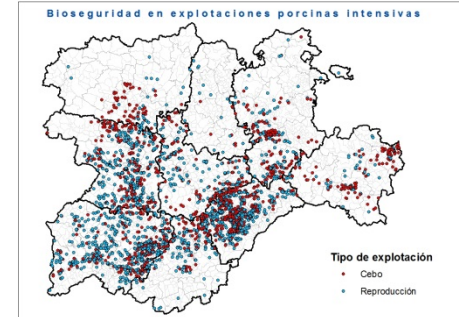 Bioseguridad en explotaciones porcinas intensivas
Tipo de explotación
Cebo
Reproducción